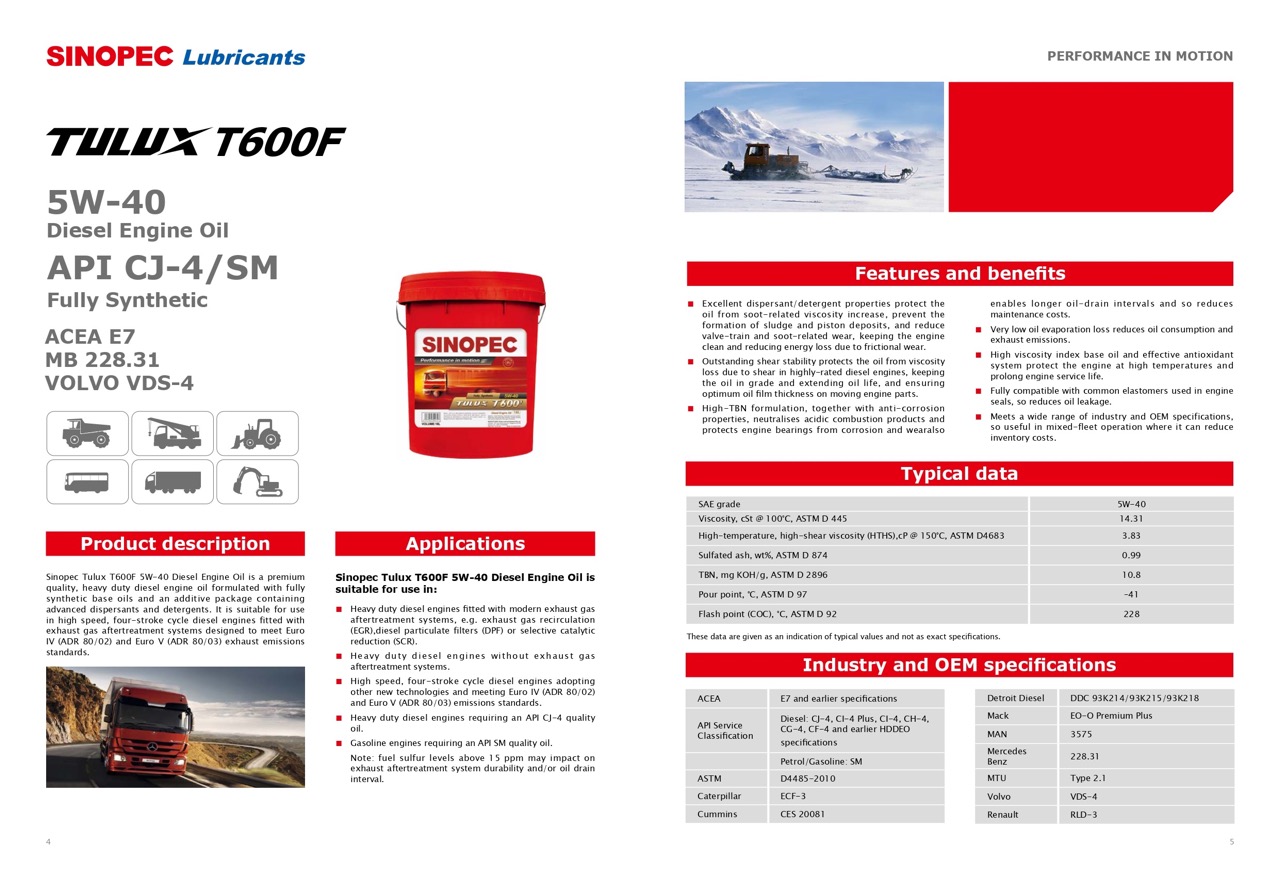 SINOPEC Lubricants
TULUX T600F
5W-40
Diesel Engine Oil
API CJ-4/SM
Fully Synthetic
ACEA E7
MB 228.31
VOLVO VDS-4
SINOPEC
Performance in motion
TULUX T600
Product description
Sinopec Tulux T600F 5W-40 Diesel Engine Oil is a premium
quality, heavy duty diesel engine oil formulated with fully
synthetic base oils and an additive package containing
advanced dispersants and detergents. It is suitable for use
in high speed, four-stroke cycle diesel engines fitted with
exhaust gas aftertreatment systems designed to meet Euro
IV (ADR 80/02) and Euro V (ADR 80/03) exhaust emissions
standards.
Applications
Sinopec Tulux T600F 5W-40 Diesel Engine Oil is
suitable for use in:
■ Heavy duty diesel engines fitted with modern exhaust gas
aftertreatment systems, e.g. exhaust gas recirculation
(EGR),diesel particulate filters (DPF) or selective catalytic
reduction (SCR).
■ Heavy duty diesel engines without exhaust gas
aftertreatment systems.
■ High speed, four-stroke cycle diesel engines adopting
other new technologies and meeting Euro IV (ADR 80/02)
and Euro V (ADR 80/03) emissions standards.
■ Heavy duty diesel engines requiring an API CJ-4 quality
oil.
■ Gasoline engines requiring an API SM quality oil.
Note: fuel sulfur levels above 15 ppm may impact on
exhaust aftertreatment system durability and/or oil drain
interval.
4
PERFORMANCE IN MOTION
Features and benefits
■ Excellent dispersant/detergent properties protect the
oil from soot-related viscosity increase, prevent the
formation of sludge and piston deposits, and reduce
valve-train and soot-related wear, keeping the engine
clean and reducing energy loss due to frictional wear.
■ Outstanding shear stability protects the oil from viscosity
loss due to shear in highly-rated diesel engines, keeping
the oil in grade and extending oil life, and ensuring
optimum oil film thickness on moving engine parts.
■ High-TBN formulation, together with anti-corrosion
properties, neutralises acidic combustion products and
protects engine bearings from corrosion and wearalso
enables longer oil-drain intervals and so reduces
maintenance costs.
■ Very low oil evaporation loss reduces oil consumption and
exhaust emissions.
■ High viscosity index base oil and effective antioxidant
system protect the engine at high temperatures and
prolong engine service life.
■ Fully compatible with common elastomers used in engine
seals, so reduces oil leakage.
■ Meets a wide range of industry and OEM specifications,
so useful in mixed-fleet operation where it can reduce
inventory costs.
Typical data
SAE grade 5W-40
Viscosity, cSt @ 100°C, ASTM D 445 14.31
High-temperature, high-shear viscosity (HTHS),cP @ 150°C, ASTM D4683 3.83
Sulfated ash, wt%, ASTM D 874 0.99
TBN, mg KOH/g, ASTM D 2896 10.8
Pour point, °C, ASTM D 97 -41
Flash point (COC), °C, ASTM D 92 228
These data are given as an indication of typical values and not as exact specifications.
Industry and OEM specifications
ACEA E7 and earlier specifications
API Service
Classification
Diesel: CJ-4, CI-4 Plus, CI-4, CH-4,
CG-4, CF-4 and earlier HDDEO
specifications
Petrol/Gasoline: SM
ASTM D4485-2010
Caterpillar ECF-3
Cummins CES 20081
Detroit Diesel DDC 93K214/93K215/93K218
Mack EO-O Premium Plus
MAN 3575
Mercedes
Benz
228.31
MTU Type 2.1
Volvo VDS-4
Renault RLD-3
5